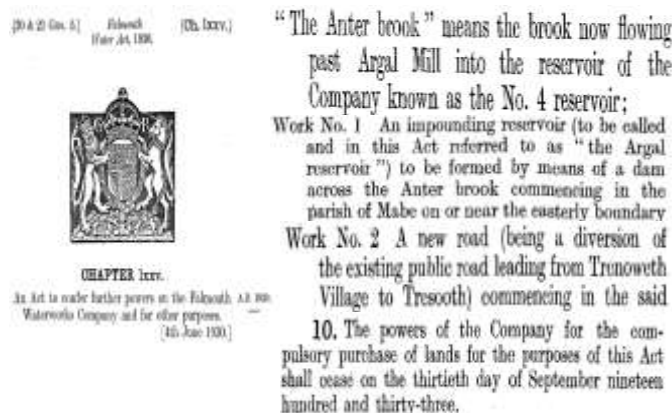 [20 & 21 Geo. 5.] Falmouth [Ch. lxxv.]
Water Act, 1930.
CHAPTER lxxv.
An Act to confer further powers on the Falmouth A.D. 1930.
Waterworks Company and for other purposes.
[4th June 1930.]
“The Anter brook” means the brook now flowing
past Argal Mill into the reservoir of the
Company known as the No. 4 reservoir;
Work No. 1 An impounding reservoir (to be called
and in this Act referred to as “the Argal
reservoir”) to be formed by means of a dam
across the Anter brook commencing in the
parish of Mabe on or near the easterly boundary
Work No. 2 A new road (being a diversion of
the existing public road leading from Trenoweth
Village to Tresooth) commencing in the said
10. The powers of the Company for the com-
pulsory purchase of lands for the purposes of this Act
shall cease on the thirtieth day of September nineteen
hundred and thirty-three.